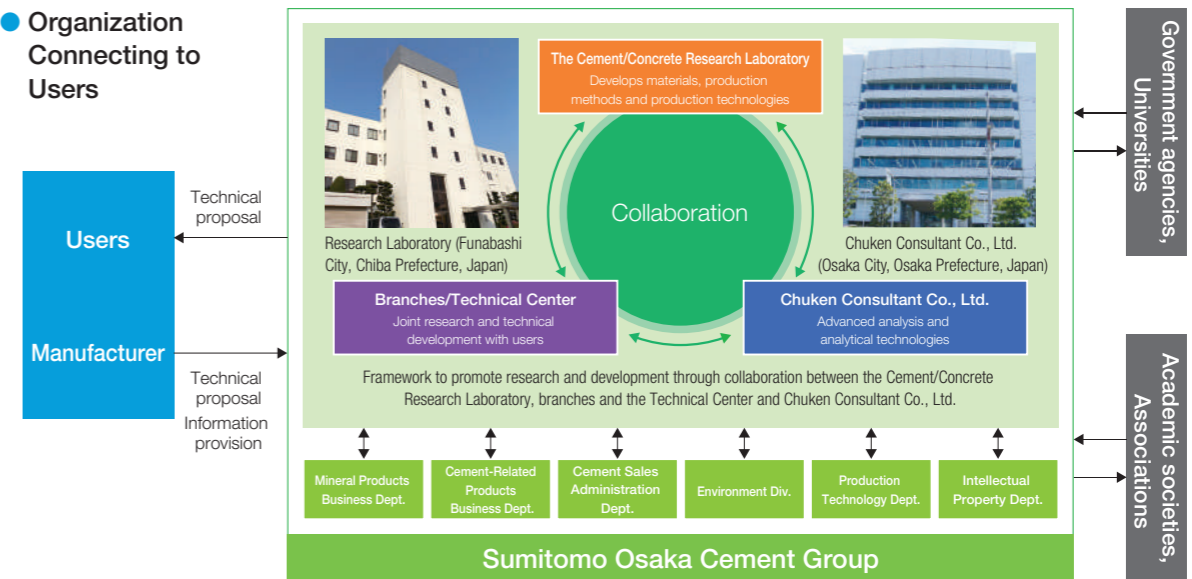 Organization
Connecting to
Users
Users
Manufacturer
Technical
proposal
Technical
proposal
Information
provision
The Cement/Concrete Research Laboratory
Develops materials, production
methods and production technologies
Collaboration
Research Laboratory (Funabashi
City, Chiba Prefecture, Japan)
Chuken Consultant Co., Ltd.
(Osaka City, Osaka Prefecture, Japan)
Branches/Technical Center
Joint research and technical
development with users
Chuken Consultant Co., Ltd.
Advanced analysis and
analytical technologies
Framework to promote research and development through collaboration between the Cement/Concrete
Research Laboratory, branches and the Technical Center and Chuken Consultant Co., Ltd.
Mineral Products
Business Dept.
Cement-Related
Products
Business Dept.
Cement Sales
Administration
Dept.
Environment Div.
Production
Technology Dept.
Intellectual
Property Dept.
Sumitomo Osaka Cement Group
Government agencies,
Universities
Academic societies,
Associations